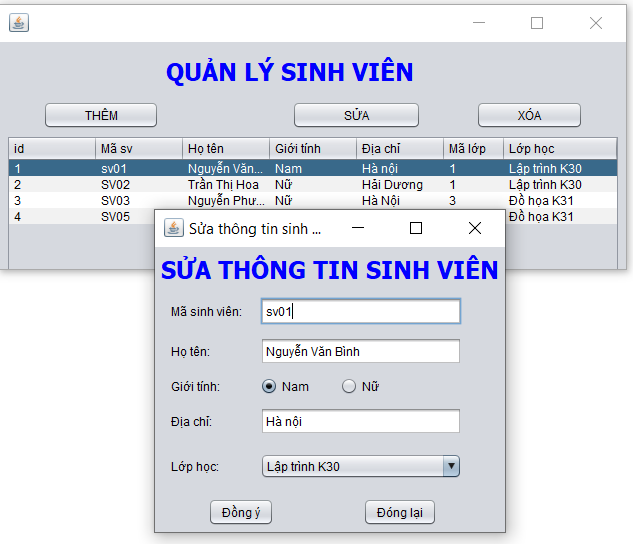 QUẢN LÝ SINH VIÊN
THÊM SỬA XÓA
id Mã sv Họ tên Giới tính Địa chỉ Mã lớp Lớp học
1 sv01 Nguyễn Văn... Nam Hà nội 1 Lập trình K30
2 SV02 Trần Thị Hoa Nữ Hải Dương 1 Lập trình K30
3 SV03 Nguyễn Phư... Nữ Hà Nội 3 Đồ họa K31
4 SV05 Đồ họa K31
Sửa thông tin sinh ...
SỬA THÔNG TIN SINH VIÊN
Mã sinh viên: sv01
Họ tên: Nguyễn Văn Bình
Giới tính: Nam Nữ
Địa chỉ: Hà nội
Lớp học: Lập trình K30
Đồng ý Đóng lại